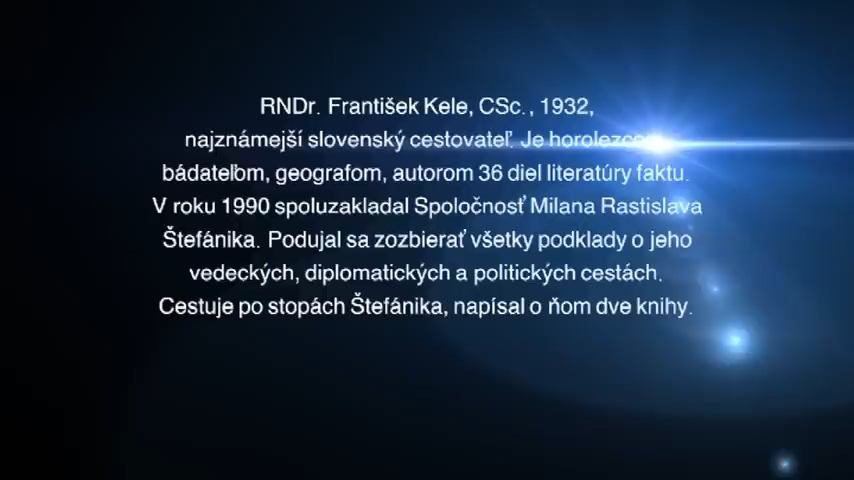 RNDr. František Kele, CSc., 1932,
najznámejší slovenský cestovateľ. Je horolezcom,
bádateľom, geografom, autorom 36 diel literatúry faktu.
V roku 1990 spoluzakladal Spoločnosť Milana Rastislava
Štefánika. Podujal sa zozbierať všetky podklady o jeho
vedeckých, diplomatických a politických cestách.
Cestuje po stopách Štefánika, napísal o ňom dve knihy.